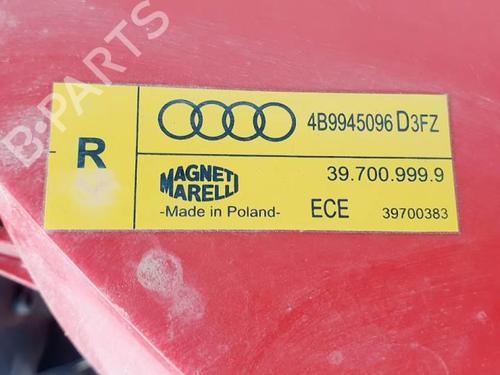 B-PARTS
R
4B9945096 D3FZ
39.700.999.9
MAGNETI
MARELLI
-Made in Poland-
ECE
39700383